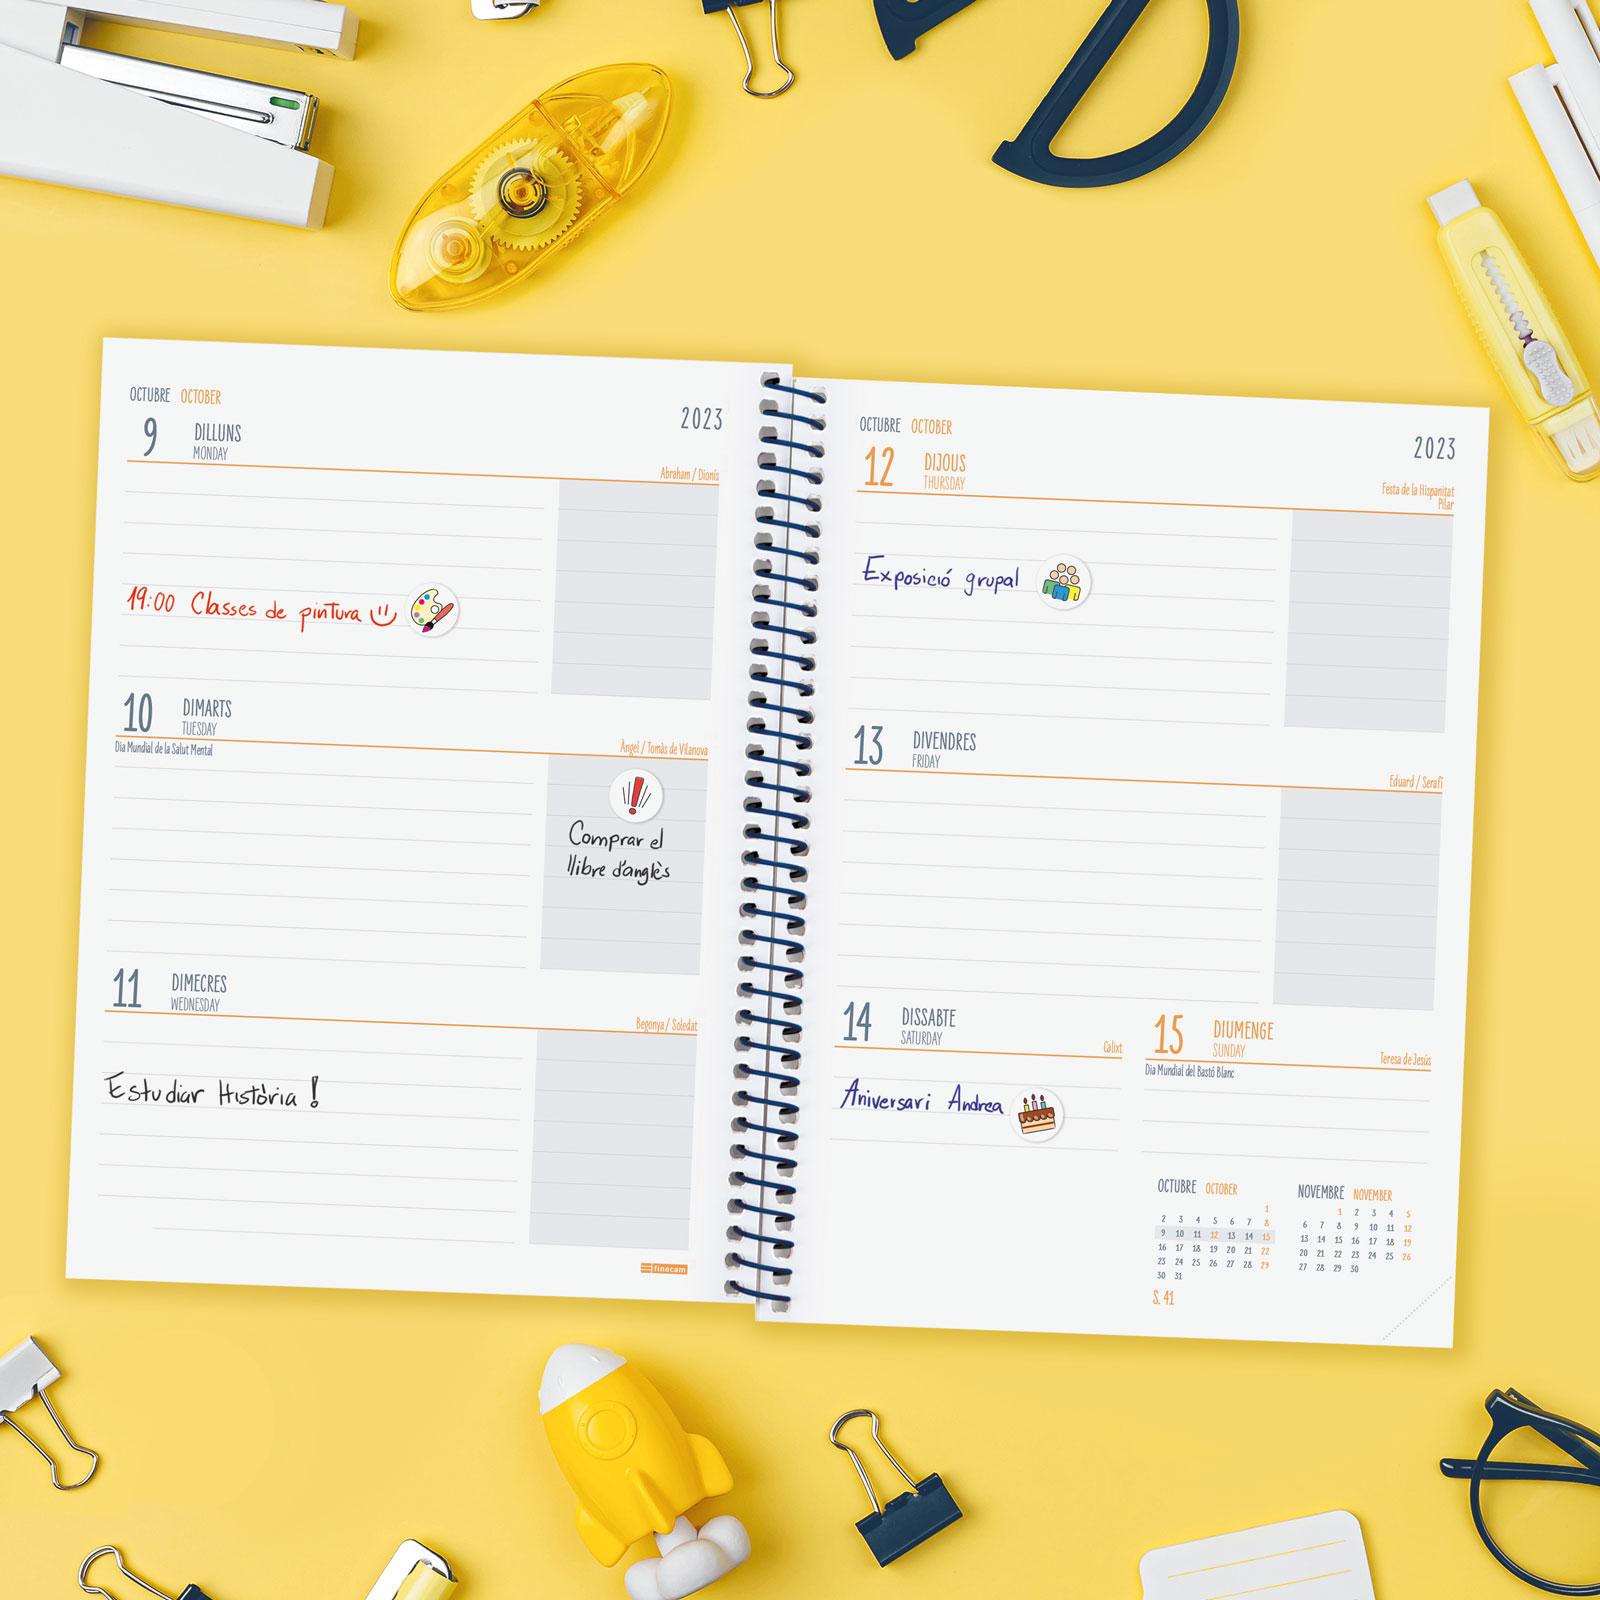 OCTUBRE OCTOBER
2023
9 DILLUNS
MONDAY
Abraham / Dionís
19:00 Classes de pintura
10 DIMARTS
TUESDAY
Dia Mundial de la Salut Mental
Àngel / Tomàs de Vilanova
Comprar el
llibre d'anglès
11 DIMECRES
WEDNESDAY
Begonya / Soledat
Estudiar Història !
finocam
OCTUBRE OCTOBER
2023
12 DIJOUS
THURSDAY
Festa de la Hispanitat
Pilar
Exposició grupal
13 DIVENDRES
FRIDAY
Eduard / Serafí
14 DISSABTE
SATURDAY
Calixt
Aniversari Andrea
15 DIUMENGE
SUNDAY
Teresa de Jesús
Dia Mundial del Bastó Blanc
OCTUBRE OCTOBER
1
2 3 4 5 6 7 8
9 10 11 12 13 14 15
16 17 18 19 20 21 22
23 24 25 26 27 28 29
30 31
S. 41
NOVEMBRE NOVEMBER
1 2 3 4 5
6 7 8 9 10 11 12
13 14 15 16 17 18 19
20 21 22 23 24 25 26
27 28 29 30